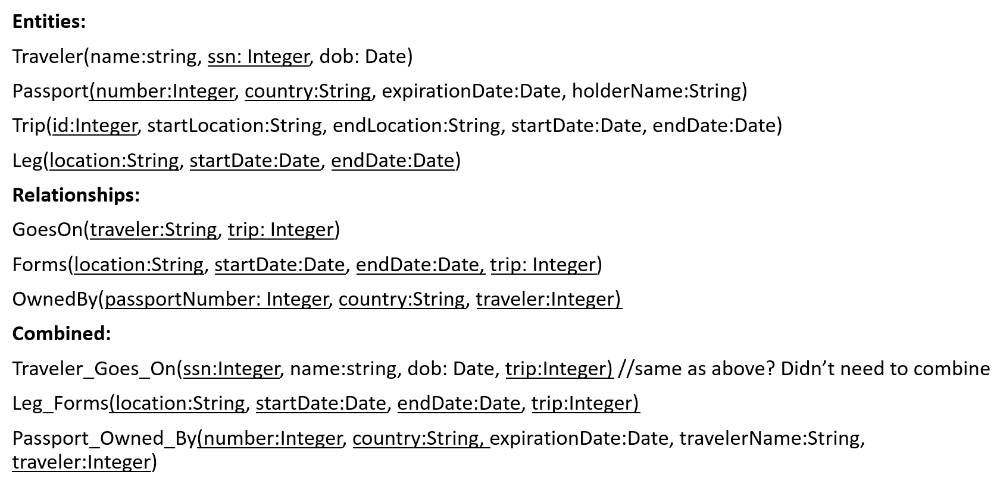 Entities:
Traveler(name:string, ssn: Integer, dob: Date)
Passport(number:Integer, country:String, expirationDate:Date, holderName:String)
Trip(id:Integer, startLocation:String, endLocation:String, startDate:Date, endDate:Date)
Leg(location:String, startDate:Date, endDate:Date)
Relationships:
GoesOn(traveler:String, trip: Integer)
Forms(location:String, startDate:Date, endDate:Date, trip: Integer)
OwnedBy(passportNumber: Integer, country:String, traveler:Integer)
Combined:
Traveler_Goes_On(ssn:Integer, name:string, dob: Date, trip:Integer) //same as above? Didn’t need to combine
Leg_Forms(location:String, startDate:Date, endDate:Date, trip:Integer)
Passport_Owned_By(number:Integer, country:String, expirationDate:Date, travelerName:String,
traveler:Integer)